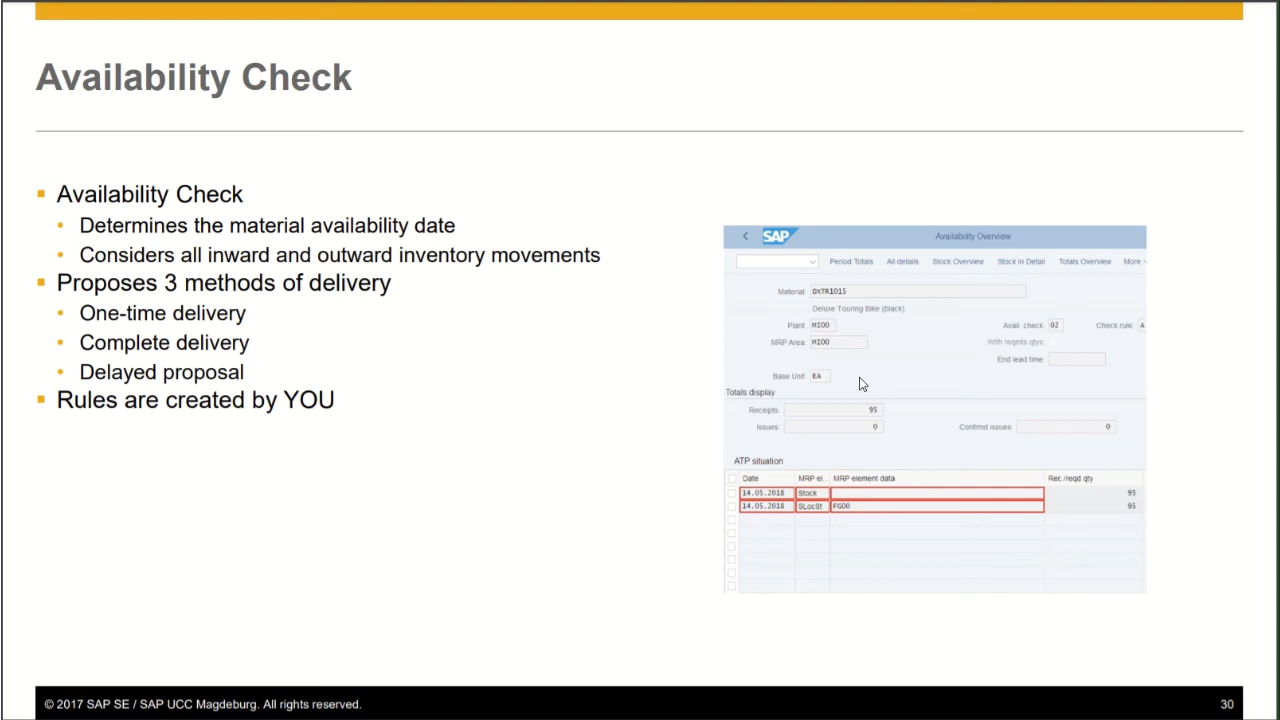 Availability Check
Availability Check
Determines the material availability date
Considers all inward and outward inventory movements
Proposes 3 methods of delivery
One-time delivery
Complete delivery
Delayed proposal
Rules are created by YOU
SAP Availability Overview
Period Totals All details Stock Overview Stock in Detail Totals Overview More
Material: DXTR1015
Deluxe Touring Bike (black)
Plant: MI00 Avail. check: 02 Check.rule: A
MRP Area: MI00 With reqmts qtys:
End lead time:
Base Unit: EA
Totals display
Receipts: 95
Issues: 0 Confirmd issues: 0
ATP situation
Date MRP el... MRP element data Rec./reqd qty
14.05.2018 Stock 95
14.05.2018 SLocSt FG00 95
© 2017 SAP SE / SAP UCC Magdeburg. All rights reserved. 30